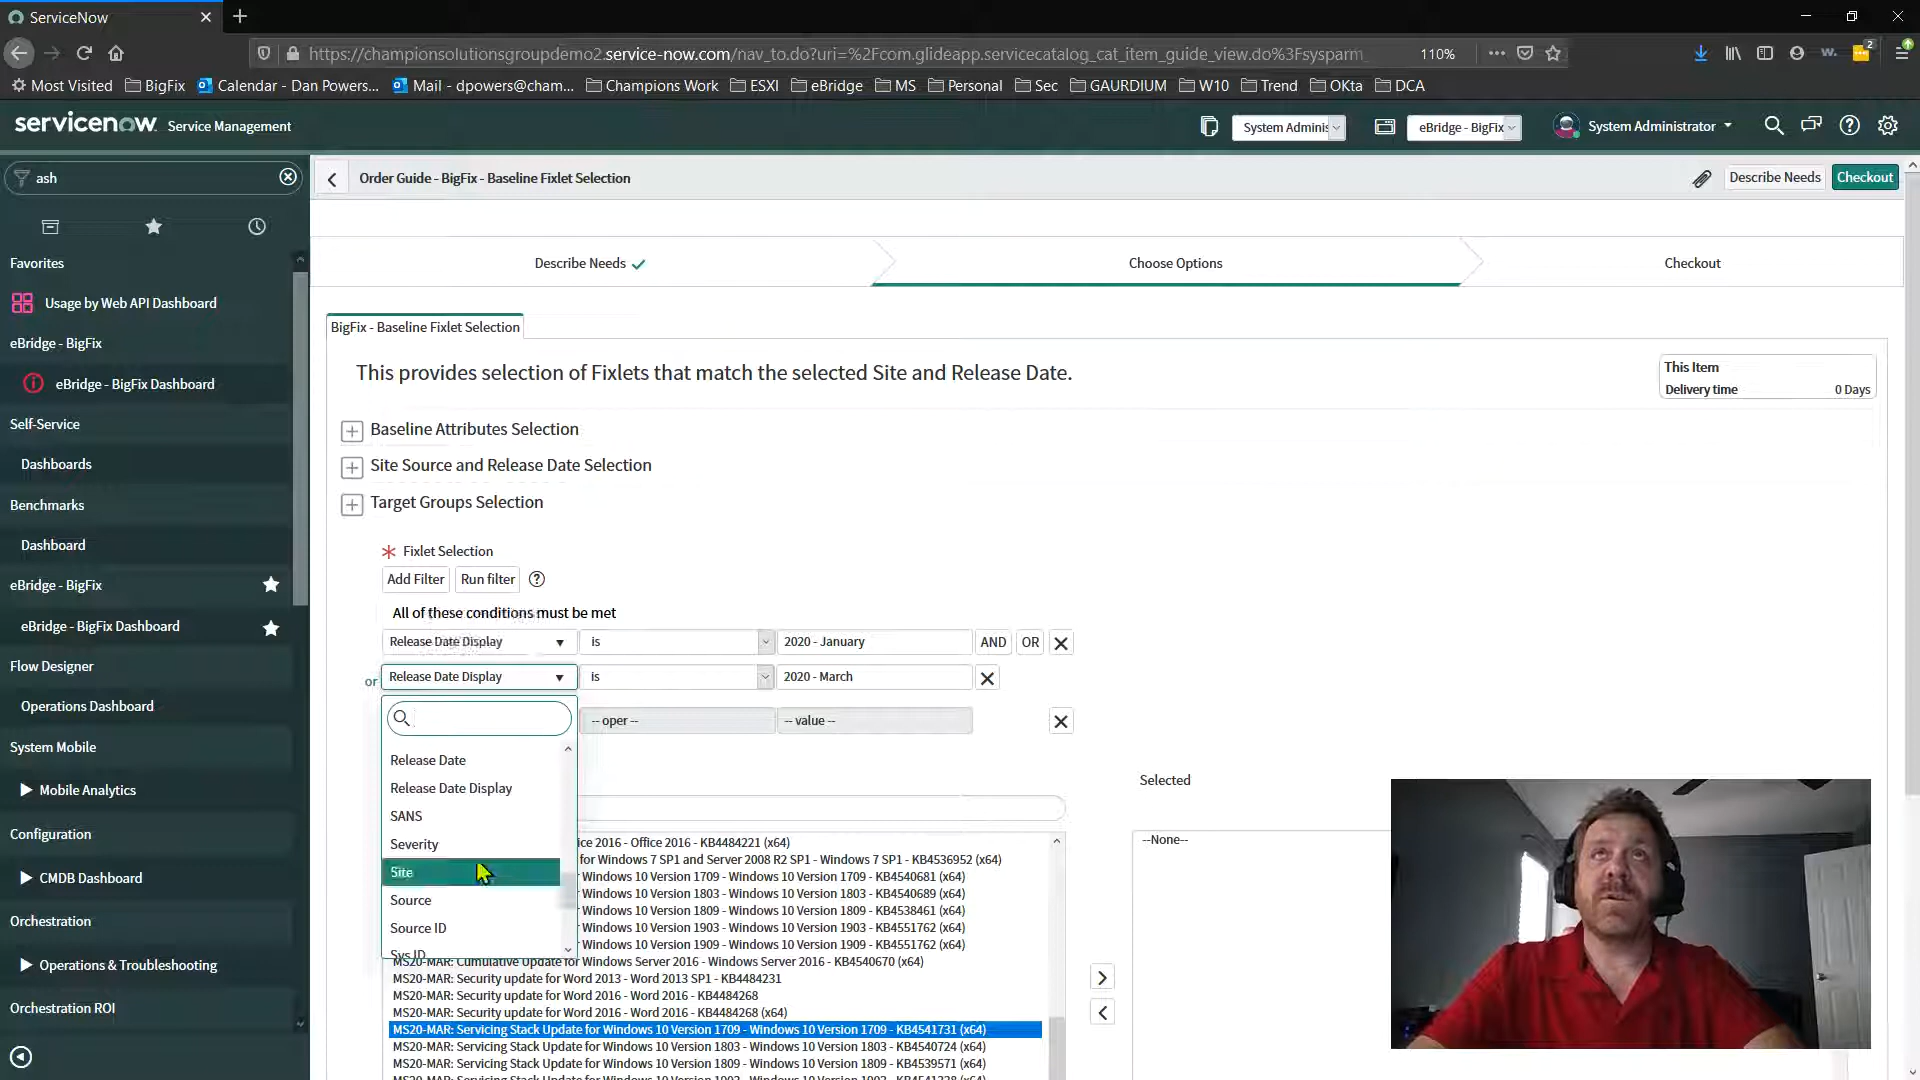 ServiceNow
https://championsolutionsgroupdemo2.service-now.com/nav_to.do?uri=%2Fcom.glideapp.servicecatalog_cat_item_guide_view.do%3Fsysparm
110%
2
Most Visited
BigFix
Calendar - Dan Powers...
Mail - dpowers@cham...
Champions Work
ESXI
eBridge
MS
Personal
Sec
GAURDIUM
W10
Trend
OKta
DCA
servicenow
Service Management
System Adminis
eBridge - BigFix
System Administrator
ash
Order Guide - BigFix - Baseline Fixlet Selection
Describe Needs
Checkout
Favorites
Usage by Web API Dashboard
eBridge - BigFix
eBridge - BigFix Dashboard
Self-Service
Dashboards
Benchmarks
Dashboard
eBridge - BigFix
eBridge - BigFix Dashboard
Flow Designer
Operations Dashboard
System Mobile
Mobile Analytics
Configuration
CMDB Dashboard
Orchestration
Operations & Troubleshooting
Orchestration ROI
Describe Needs
Choose Options
Checkout
BigFix - Baseline Fixlet Selection
This provides selection of Fixlets that match the selected Site and Release Date.
This Item
Delivery time 0 Days
Baseline Attributes Selection
Site Source and Release Date Selection
Target Groups Selection
Fixlet Selection
Add Filter
Run filter
All of these conditions must be met
Release Date Display is 2020 - January AND OR
or Release Date Display is 2020 - March
-- oper -- -- value --
Release Date
Release Date Display
SANS
Severity
Site
Source
Source ID
Sys ID
Selected
--None--
ice 2016 - Office 2016 - KB4484221 (x64)
for Windows 7 SP1 and Server 2008 R2 SP1 - Windows 7 SP1 - KB4536952 (x64)
Windows 10 Version 1709 - Windows 10 Version 1709 - KB4540681 (x64)
Windows 10 Version 1803 - Windows 10 Version 1803 - KB4540689 (x64)
Windows 10 Version 1809 - Windows 10 Version 1809 - KB4538461 (x64)
Windows 10 Version 1903 - Windows 10 Version 1903 - KB4551762 (x64)
Windows 10 Version 1909 - Windows 10 Version 1909 - KB4551762 (x64)
MS20-MAR: Cumulative Update for Windows Server 2016 - Windows Server 2016 - KB4540670 (x64)
MS20-MAR: Security update for Word 2013 - Word 2013 SP1 - KB4484231
MS20-MAR: Security update for Word 2016 - Word 2016 - KB4484268
MS20-MAR: Security update for Word 2016 - Word 2016 - KB4484268 (x64)
MS20-MAR: Servicing Stack Update for Windows 10 Version 1709 - Windows 10 Version 1709 - KB4541731 (x64)
MS20-MAR: Servicing Stack Update for Windows 10 Version 1803 - Windows 10 Version 1803 - KB4540724 (x64)
MS20-MAR: Servicing Stack Update for Windows 10 Version 1809 - Windows 10 Version 1809 - KB4539571 (x64)